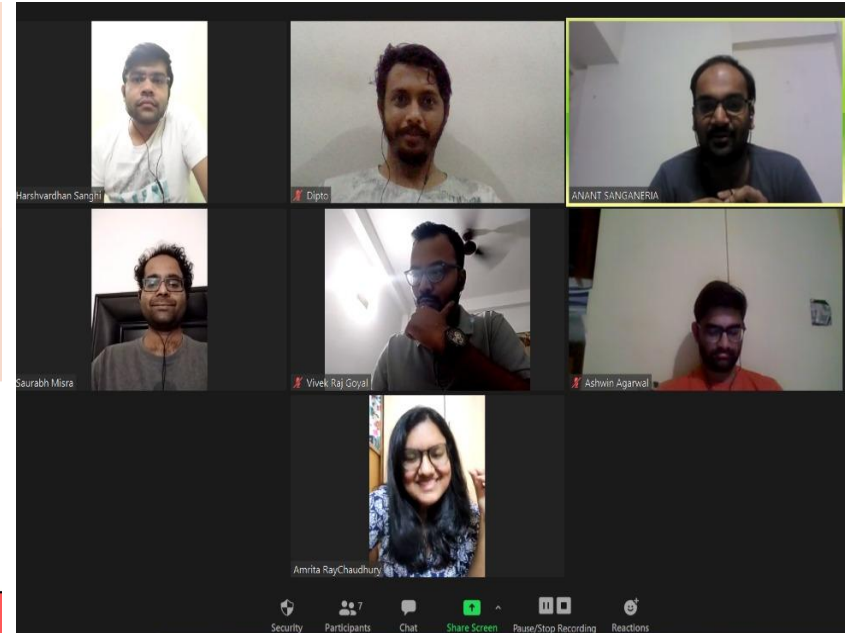 Harshvardhan Sanghi
Dipto
ANANT SANGANERIA
Saurabh Misra
Vivek Raj Goyal
Ashwin Agarwal
Amrita RayChaudhury
7
Security
Participants
Chat
Share Screen
Pause/Stop Recording
Reactions